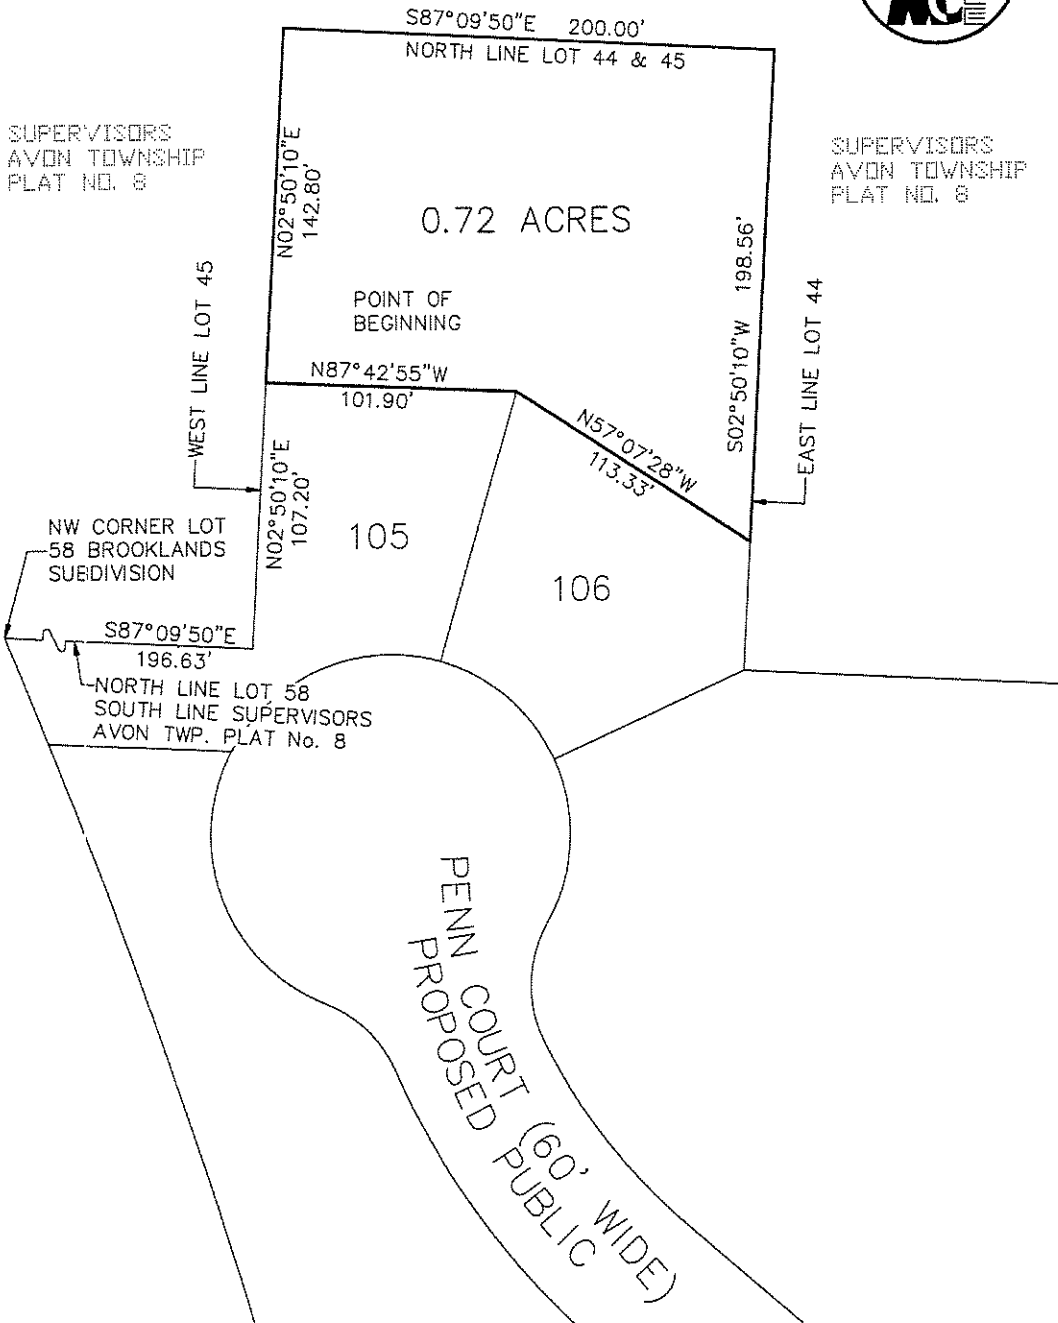 S87°09'50"E 200.00'
NORTH LINE LOT 44 & 45
SUPERVISORS
AVON TOWNSHIP
PLAT NO. 8
N02°50'10"E
142.80'
SUPERVISORS
AVON TOWNSHIP
PLAT NO. 8
0.72 ACRES
S02°50'10"W 198.56'
WEST LINE LOT 45
POINT OF
BEGINNING
EAST LINE LOT 44
N87°42'55"W
101.90'
N57°07'28"W
113.33'
N02°50'10"E
107.20'
105
106
NW CORNER LOT
58 BROOKLANDS
SUBDIVISION
S87°09'50"E
196.63'
NORTH LINE LOT 58
SOUTH LINE SUPERVISORS
AVON TWP. PLAT No. 8
PENN COURT (60' WIDE)
PROPOSED PUBLIC